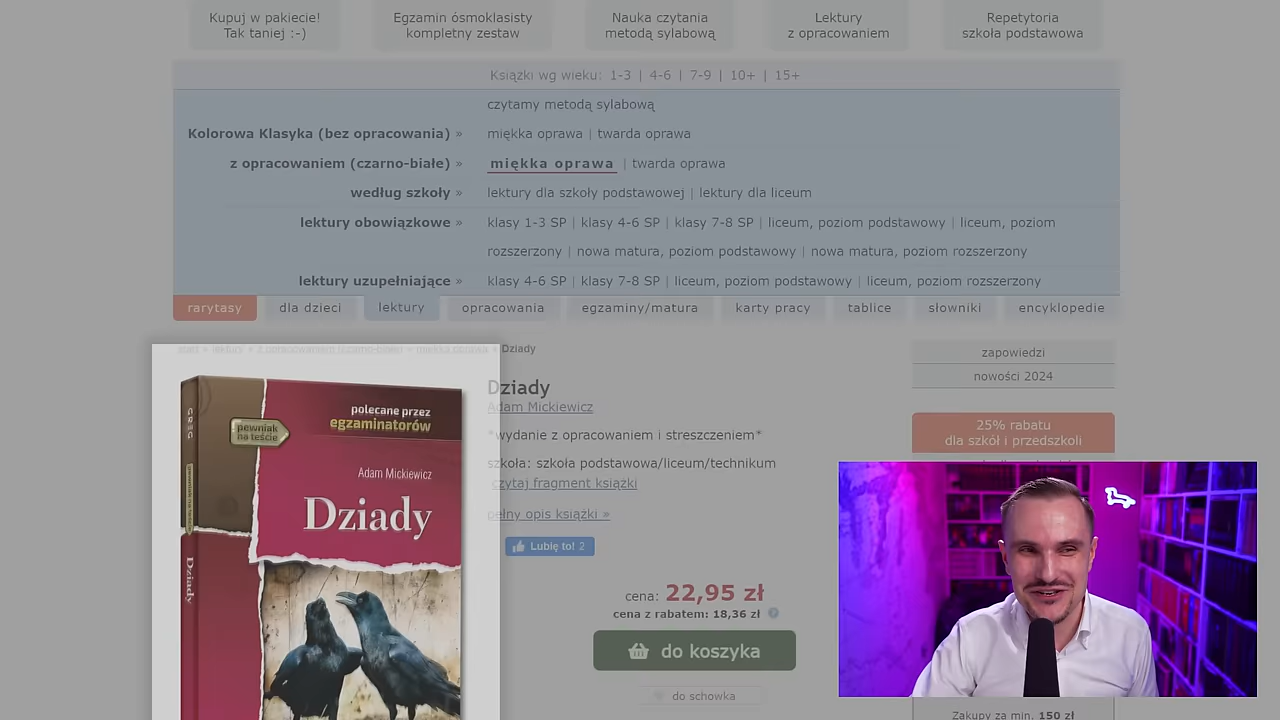 Kupuj w pakiecie!
Tak taniej :-)
Egzamin ósmoklasisty
kompletny zestaw
Nauka czytania
metodą sylabową
Lektury
z opracowaniem
Repetytoria
szkoła podstawowa
Książki wg wieku: 1-3 | 4-6 | 7-9 | 10+ | 15+
czytamy metodą sylabową
Kolorowa Klasyka (bez opracowania) » miękka oprawa | twarda oprawa
z opracowaniem (czarno-białe) » miękka oprawa | twarda oprawa
według szkoły » lektury dla szkoły podstawowej | lektury dla liceum
lektury obowiązkowe » klasy 1-3 SP | klasy 4-6 SP | klasy 7-8 SP | liceum, poziom podstawowy | liceum, poziom
rozszerzony | nowa matura, poziom podstawowy | nowa matura, poziom rozszerzony
lektury uzupełniające » klasy 4-6 SP | klasy 7-8 SP | liceum, poziom podstawowy | liceum, poziom rozszerzony
rarytasy dla dzieci lektury opracowania egzaminy/matura karty pracy tablice słowniki encyklopedie
start » lektury » z opracowaniem (czarno-białe) » miękka oprawa » Dziady
GREG
pewniak
na teście
polecane przez
egzaminatorów
Adam Mickiewicz
Dziady
Dziady
Dziady
Adam Mickiewicz
*wydanie z opracowaniem i streszczeniem*
szkoła: szkoła podstawowa/liceum/technikum
czytaj fragment książki
pełny opis książki »
Lubię to! 2
cena: 22,95 zł
cena z rabatem: 18,36 zł ?
do koszyka
do schowka
zapowiedzi
nowości 2024
25% rabatu
dla szkół i przedszkoli
Zakupy za min. 150 zł